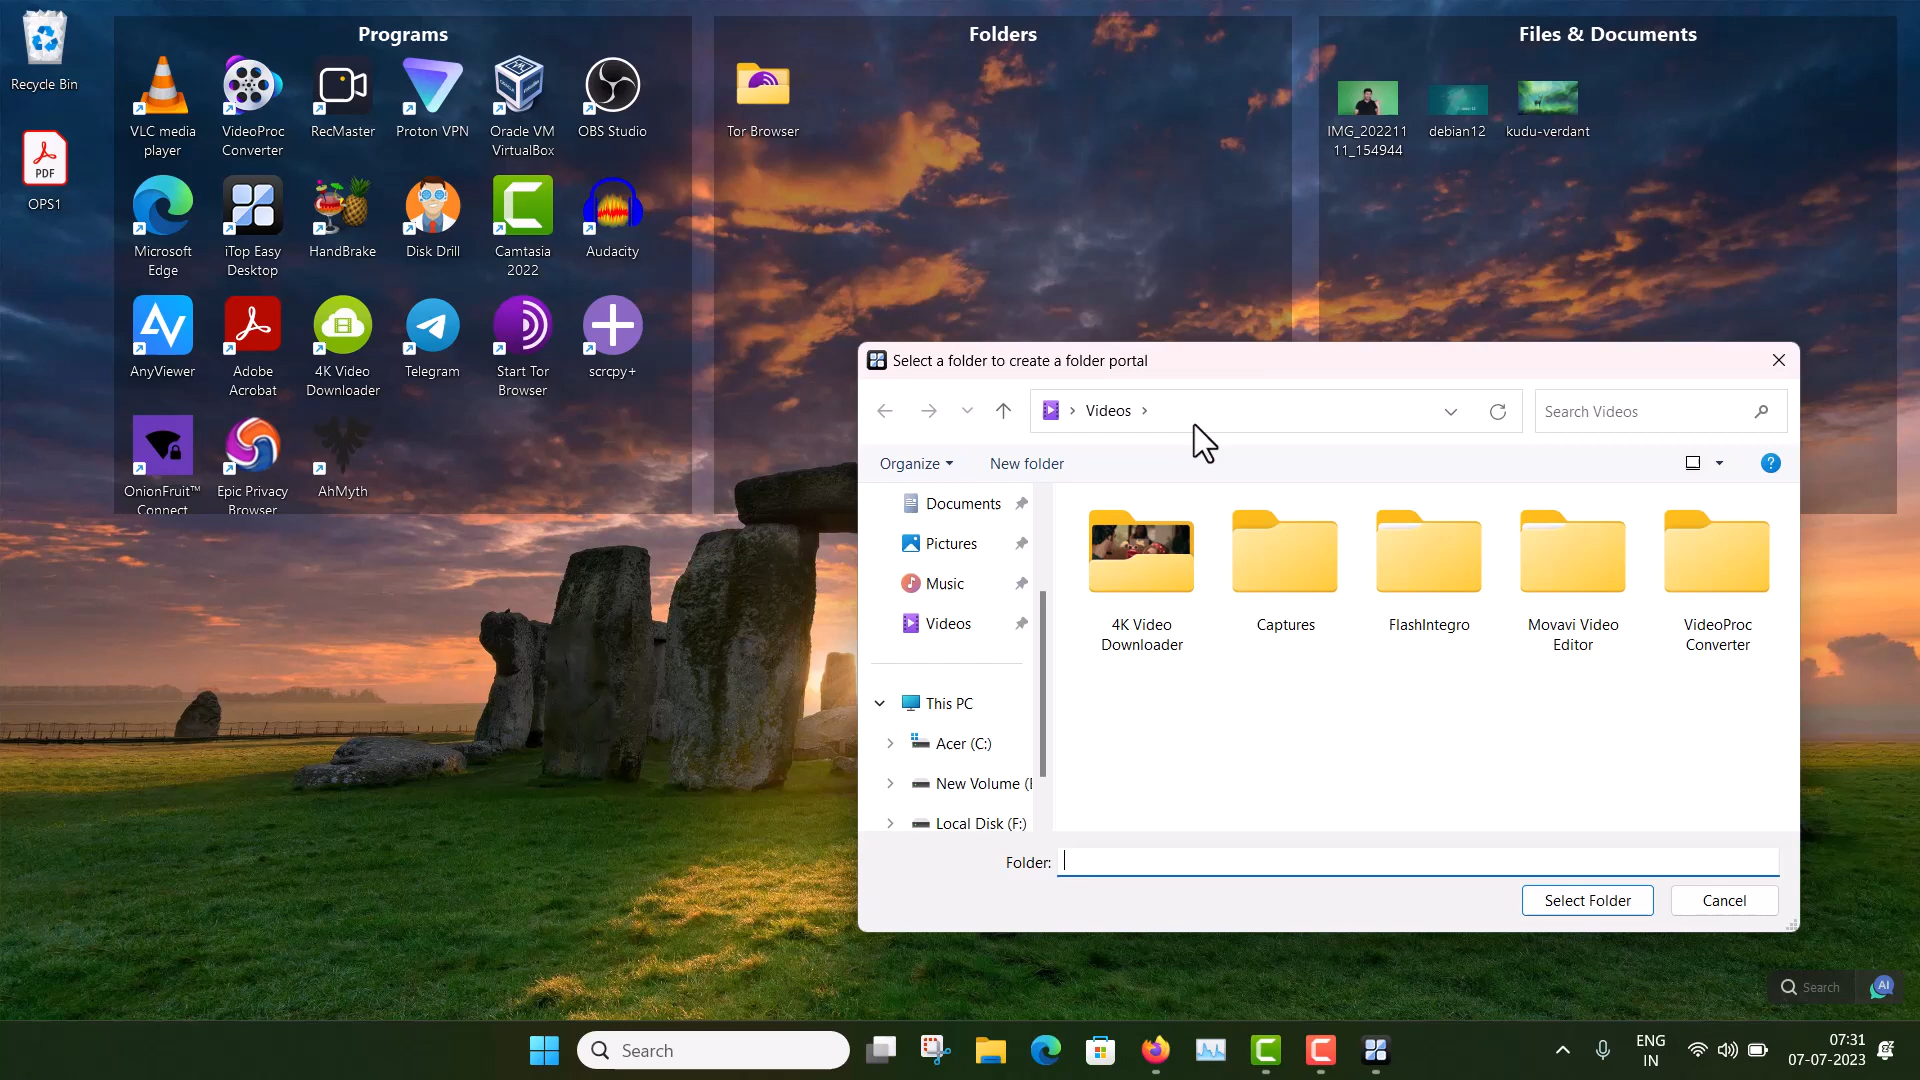 Programs
Folders
Files & Documents
Recycle Bin
PDF
OPS1
VLC media
player
VideoProc
Converter
RecMaster
Proton VPN
Oracle VM
VirtualBox
OBS Studio
Microsoft
Edge
iTop Easy
Desktop
HandBrake
Disk Drill
Camtasia
2022
Audacity
AnyViewer
Adobe
Acrobat
4K Video
Downloader
Telegram
Start Tor
Browser
scrcpy+
OnionFruit™
Connect
Epic Privacy
Browser
AhMyth
Tor Browser
IMG_202211
11_154944
debian12
kudu-verdant
Select a folder to create a folder portal
Videos
Search Videos
Organize
New folder
Documents
Pictures
Music
Videos
This PC
Acer (C:)
New Volume (E
Local Disk (F:)
4K Video
Downloader
Captures
FlashIntegro
Movavi Video
Editor
VideoProc
Converter
Folder:
Select Folder
Cancel
Search
AI
Search
ENG
IN
07:31
07-07-2023